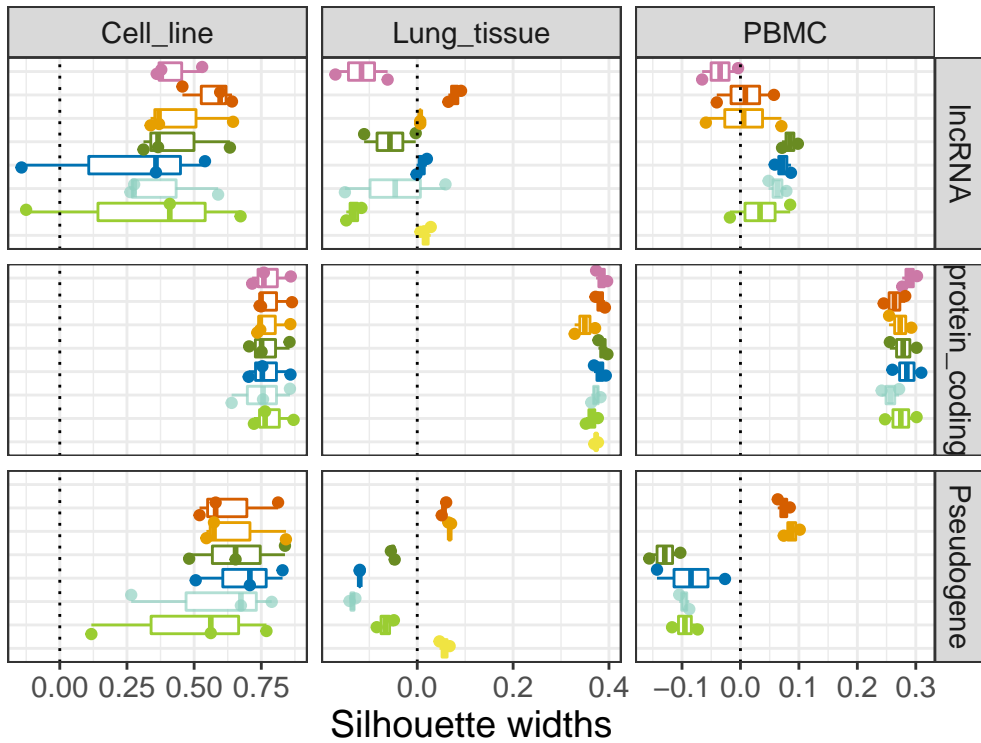 Cell_line Lung_tissue PBMC
lncRNA
protein_coding
Pseudogene
0.00 0.25 0.50 0.75 0.0 0.2 0.4 −0.1 0.0 0.1 0.2 0.3
Silhouette widths